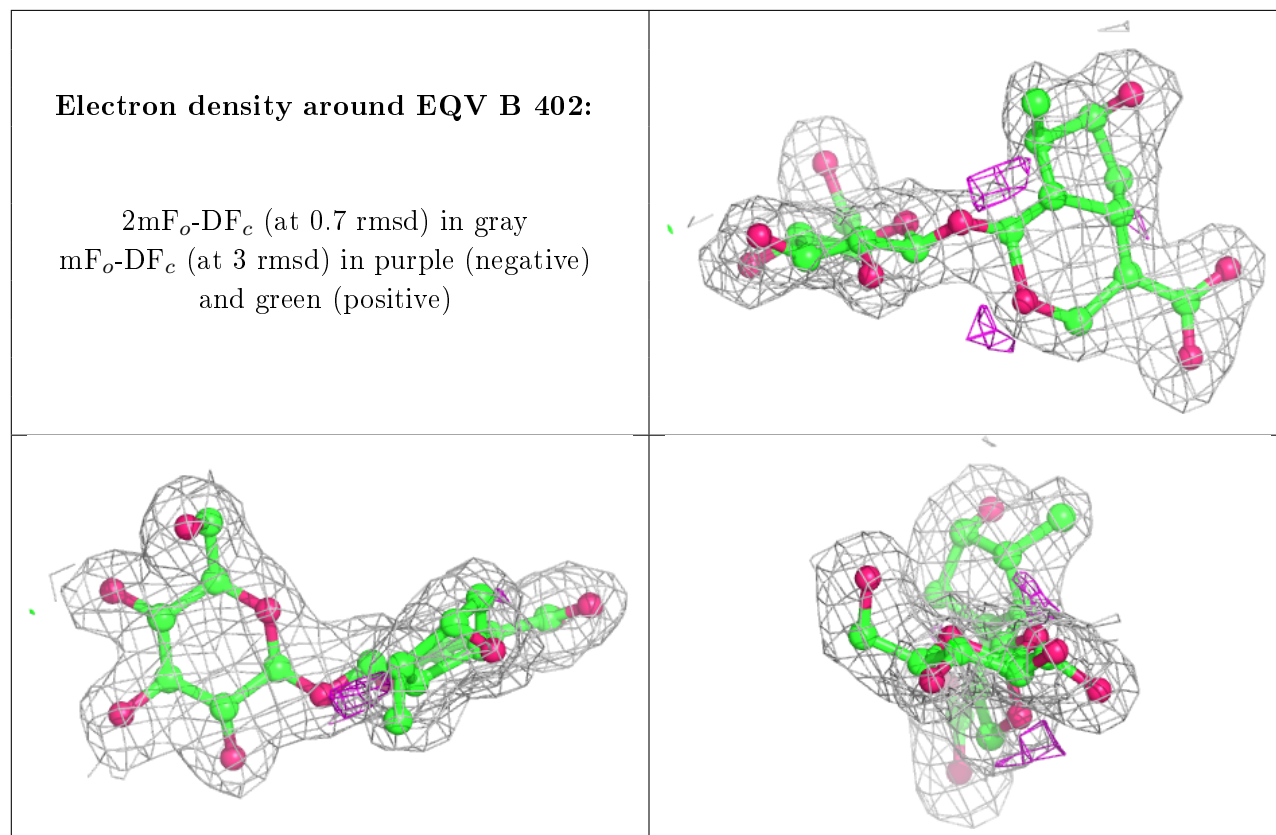 Electron density around EQV B 402:
2mFo-DFc (at 0.7 rmsd) in gray
mFo-DFc (at 3 rmsd) in purple (negative)
and green (positive)